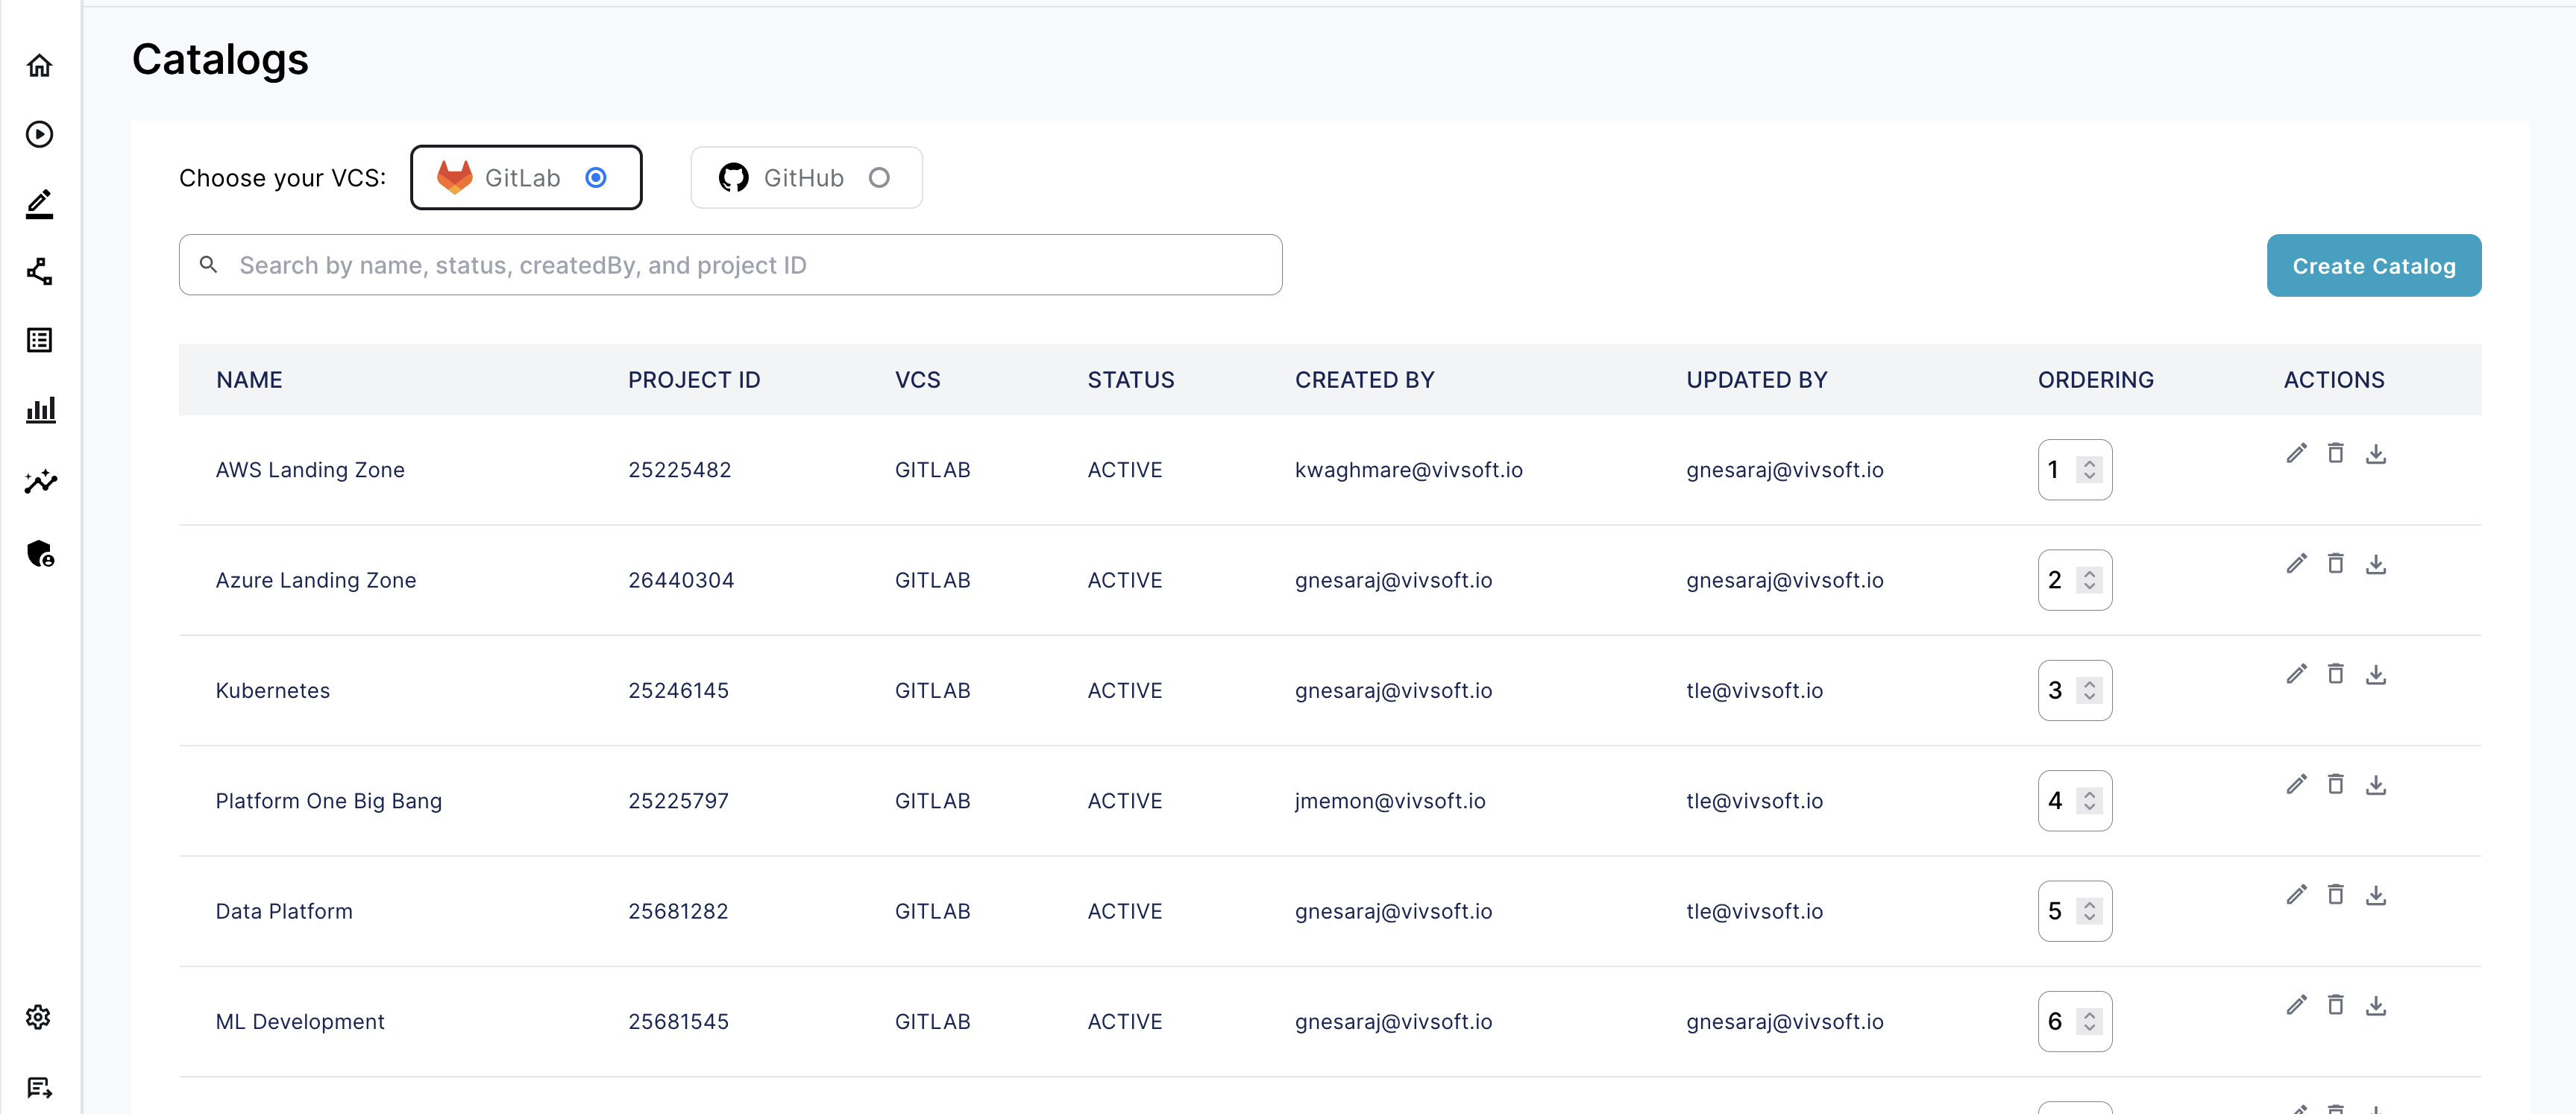 Catalogs
Choose your VCS: GitLab GitHub
Search by name, status, createdBy, and project ID
Create Catalog
NAME PROJECT ID VCS STATUS CREATED BY UPDATED BY ORDERING ACTIONS
AWS Landing Zone 25225482 GITLAB ACTIVE kwaghmare@vivsoft.io gnesaraj@vivsoft.io 1
Azure Landing Zone 26440304 GITLAB ACTIVE gnesaraj@vivsoft.io gnesaraj@vivsoft.io 2
Kubernetes 25246145 GITLAB ACTIVE gnesaraj@vivsoft.io tle@vivsoft.io 3
Platform One Big Bang 25225797 GITLAB ACTIVE jmemon@vivsoft.io tle@vivsoft.io 4
Data Platform 25681282 GITLAB ACTIVE gnesaraj@vivsoft.io tle@vivsoft.io 5
ML Development 25681545 GITLAB ACTIVE gnesaraj@vivsoft.io gnesaraj@vivsoft.io 6